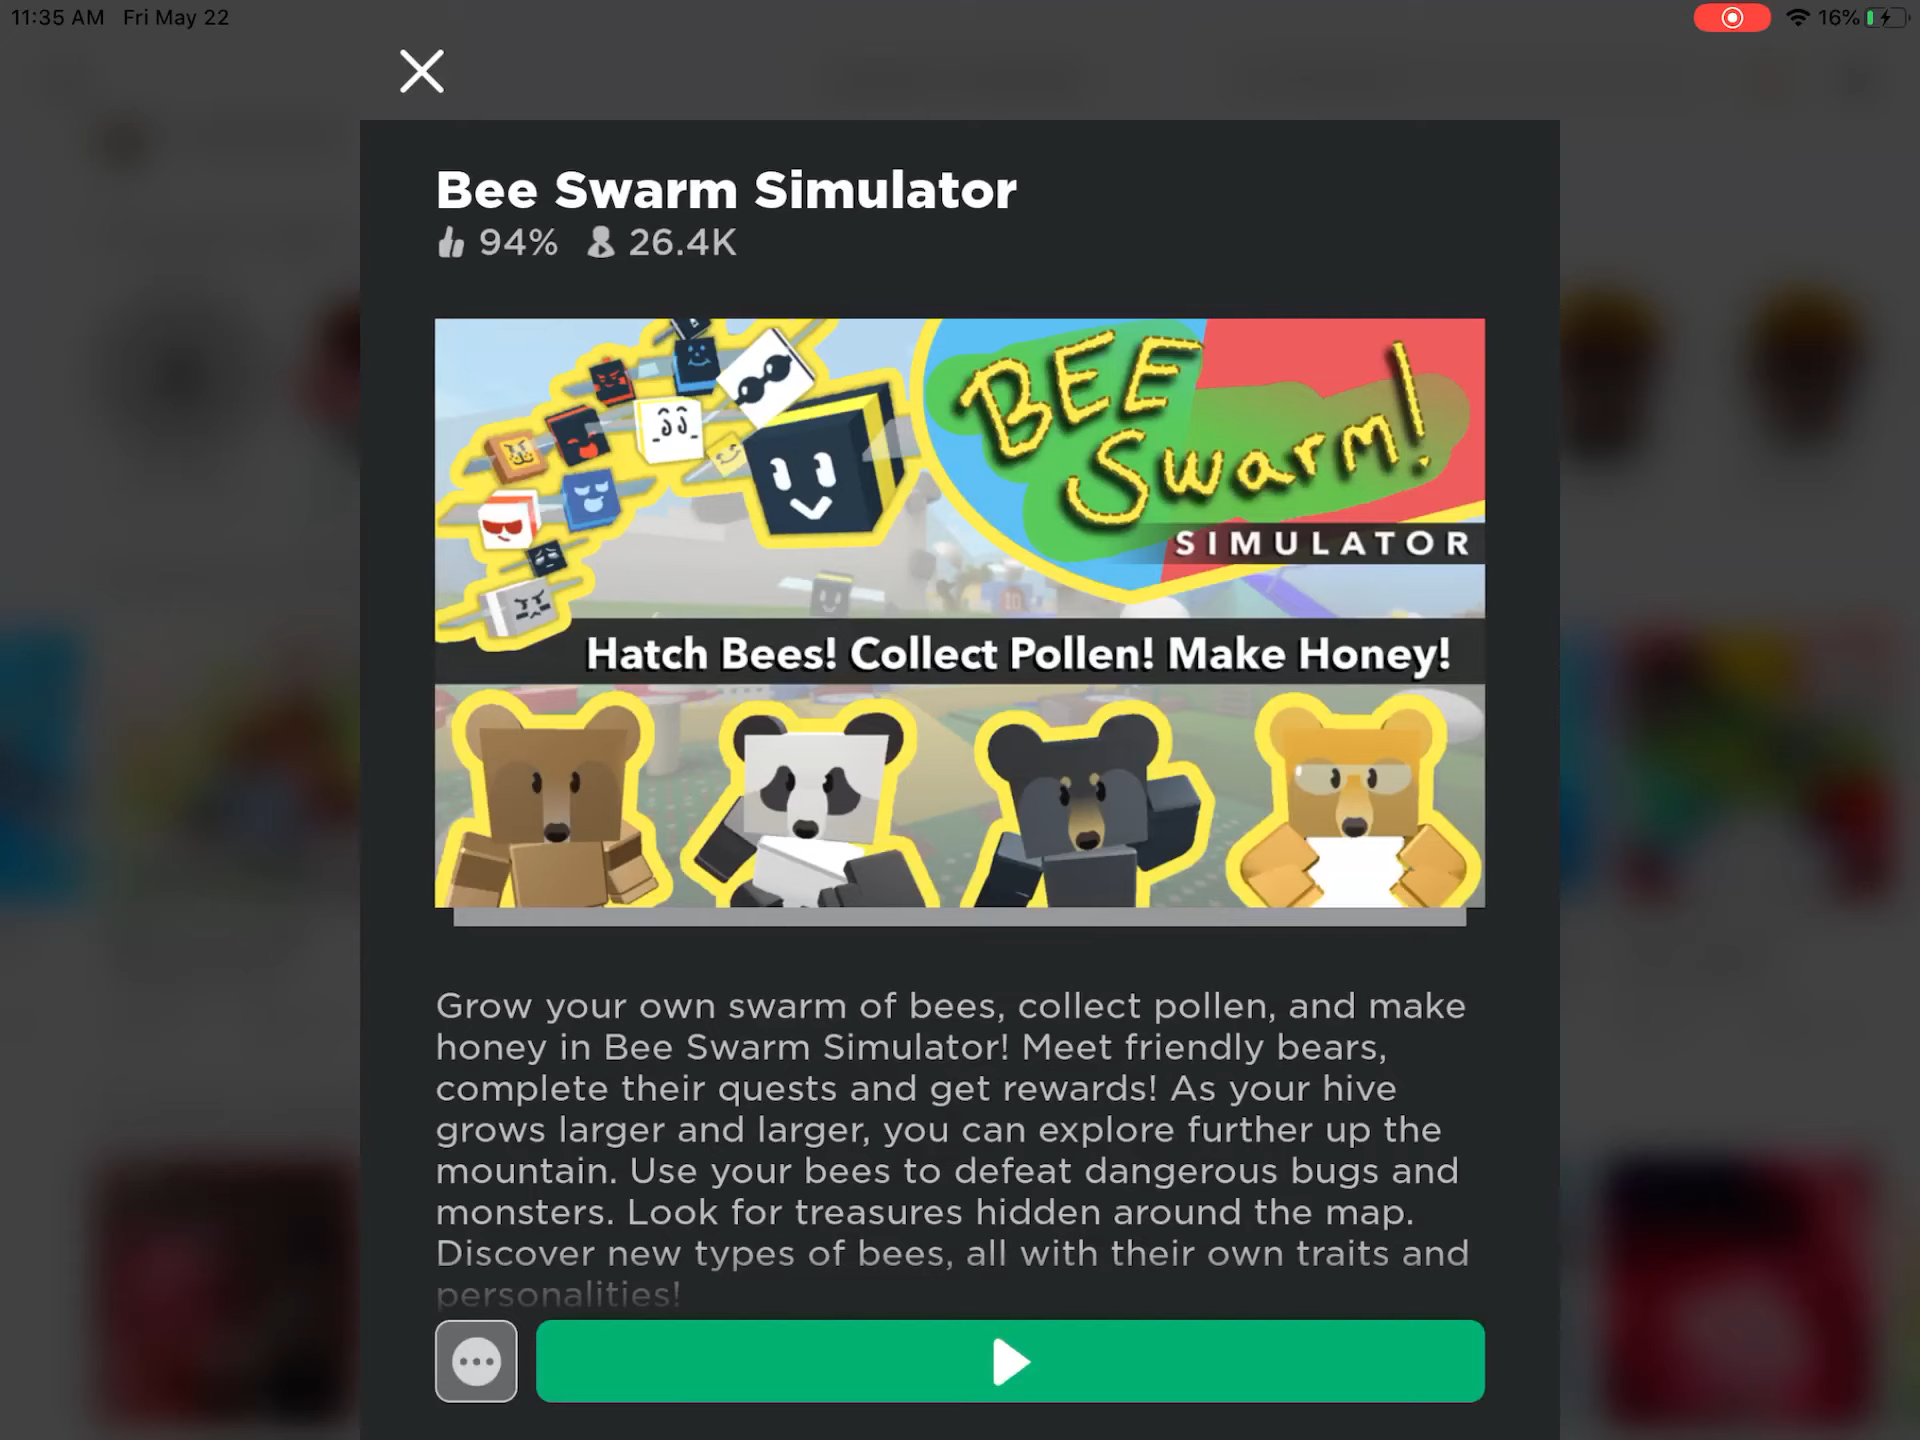 11:35 AM Fri May 22
16%
Bee Swarm Simulator
94% 26.4K
BEE
Swarm!
SIMULATOR
10
Hatch Bees! Collect Pollen! Make Honey!
Grow your own swarm of bees, collect pollen, and make
honey in Bee Swarm Simulator! Meet friendly bears,
complete their quests and get rewards! As your hive
grows larger and larger, you can explore further up the
mountain. Use your bees to defeat dangerous bugs and
monsters. Look for treasures hidden around the map.
Discover new types of bees, all with their own traits and
personalities!